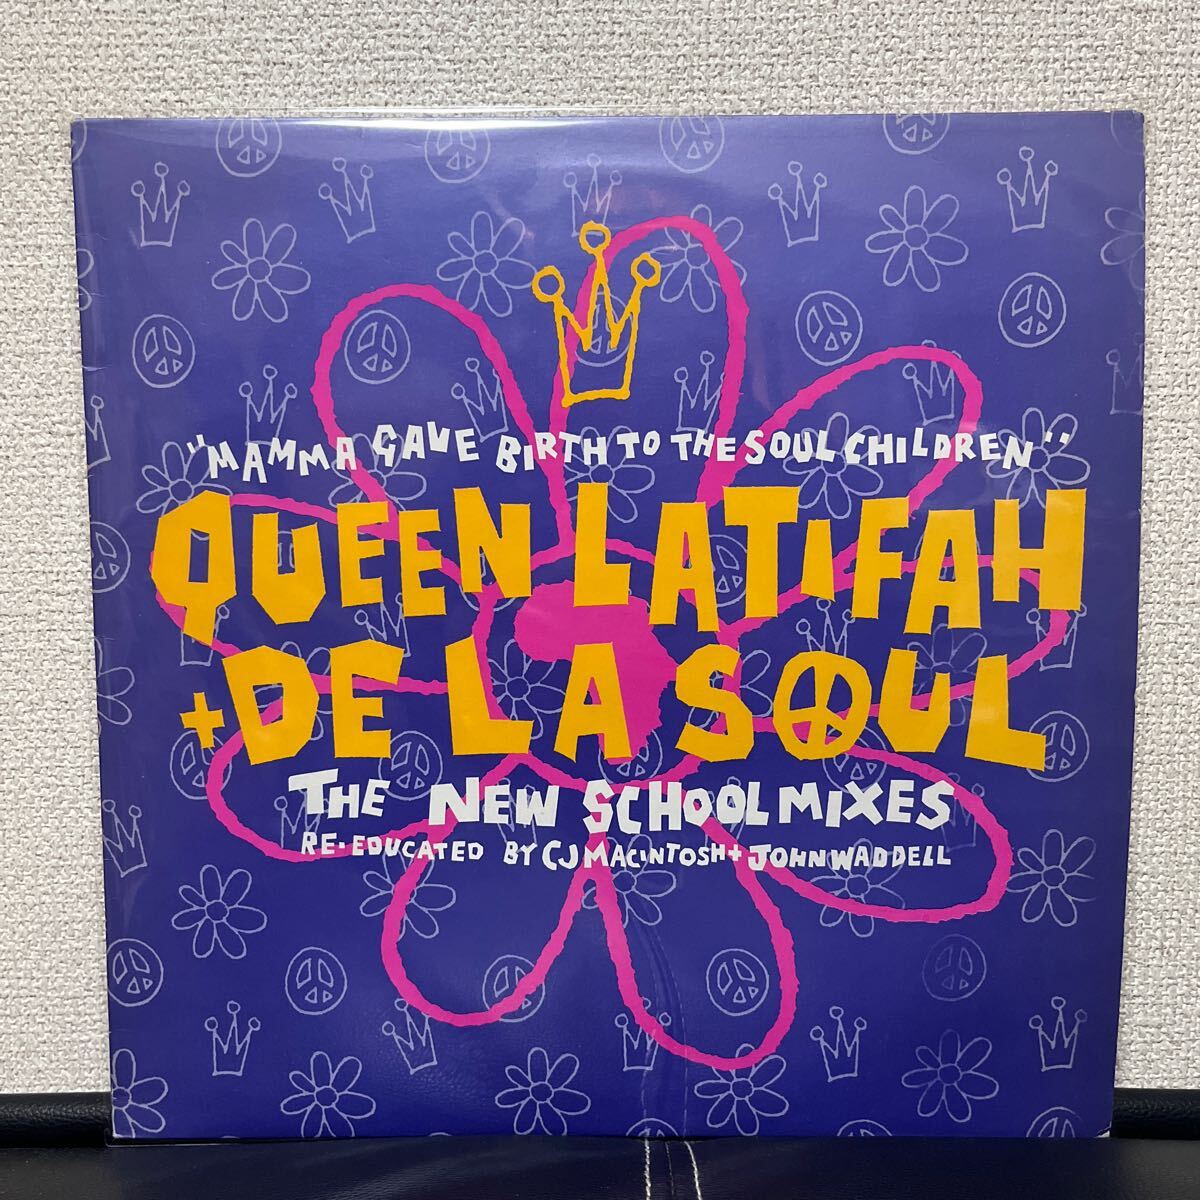 "MAMMA GAVE BIRTH TO THE SOUL CHILDREN"
QUEEN LATIFAH
+DE LA SOUL
THE NEW SCHOOL MIXES
RE·EDUCATED BY CJ MACINTOSH + JOHN WADDELL